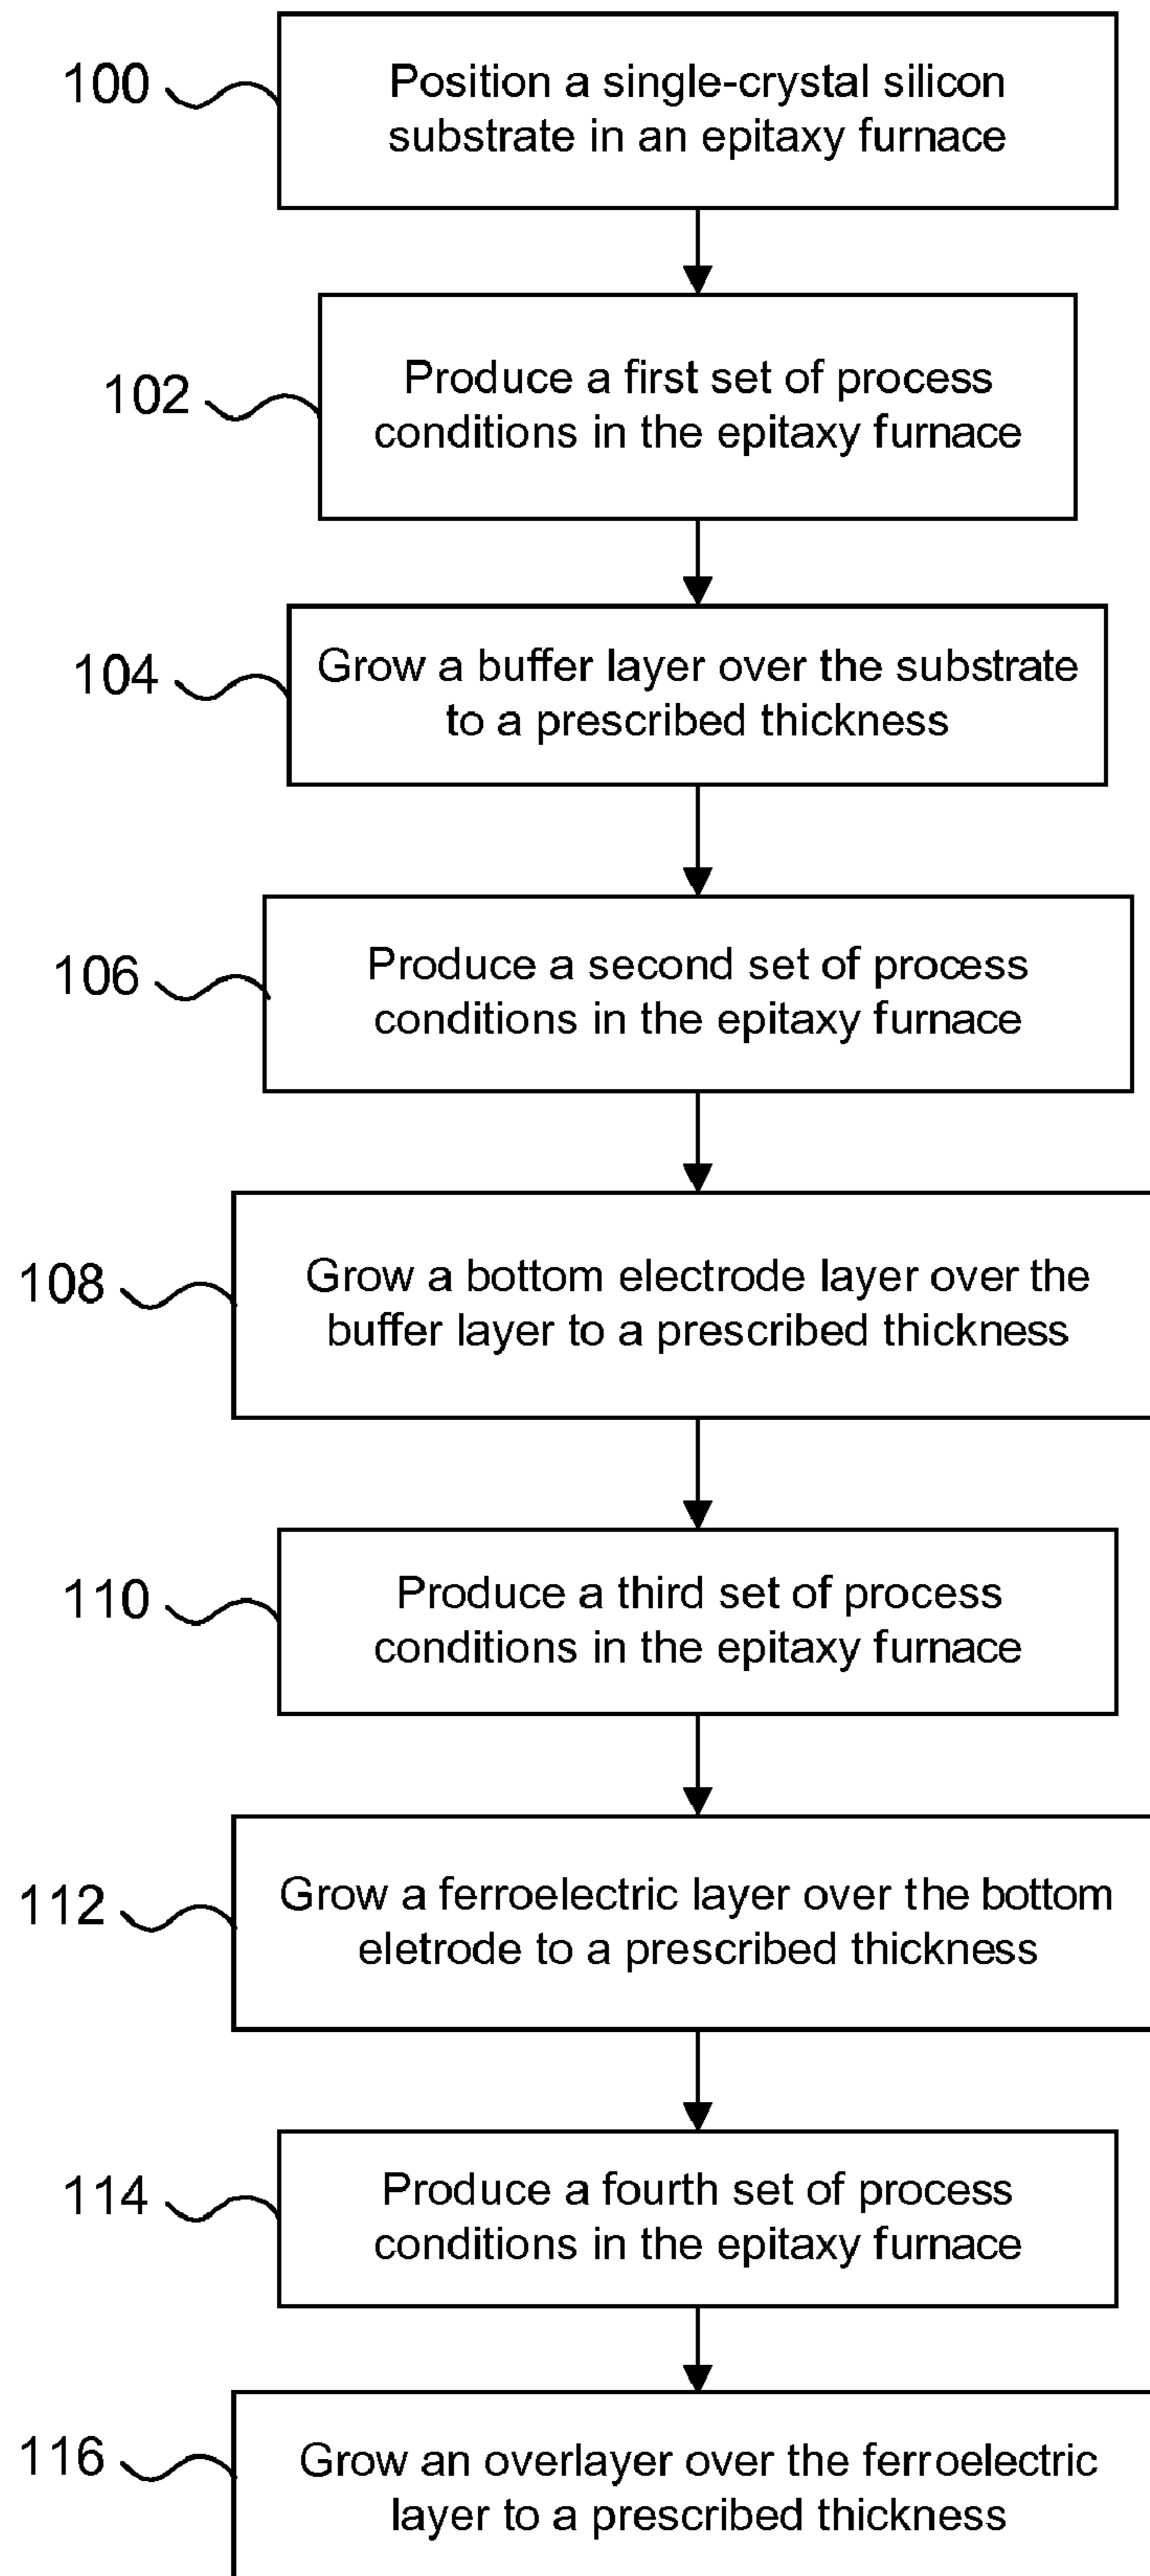 100
Position a single-crystal silicon
substrate in an epitaxy furnace
102
Produce a first set of process
conditions in the epitaxy furnace
104
Grow a buffer layer over the substrate
to a prescribed thickness
106
Produce a second set of process
conditions in the epitaxy furnace
108
Grow a bottom electrode layer over the
buffer layer to a prescribed thickness
110
Produce a third set of process
conditions in the epitaxy furnace
112
Grow a ferroelectric layer over the bottom
eletrode to a prescribed thickness
114
Produce a fourth set of process
conditions in the epitaxy furnace
116
Grow an overlayer over the ferroelectric
layer to a prescribed thickness